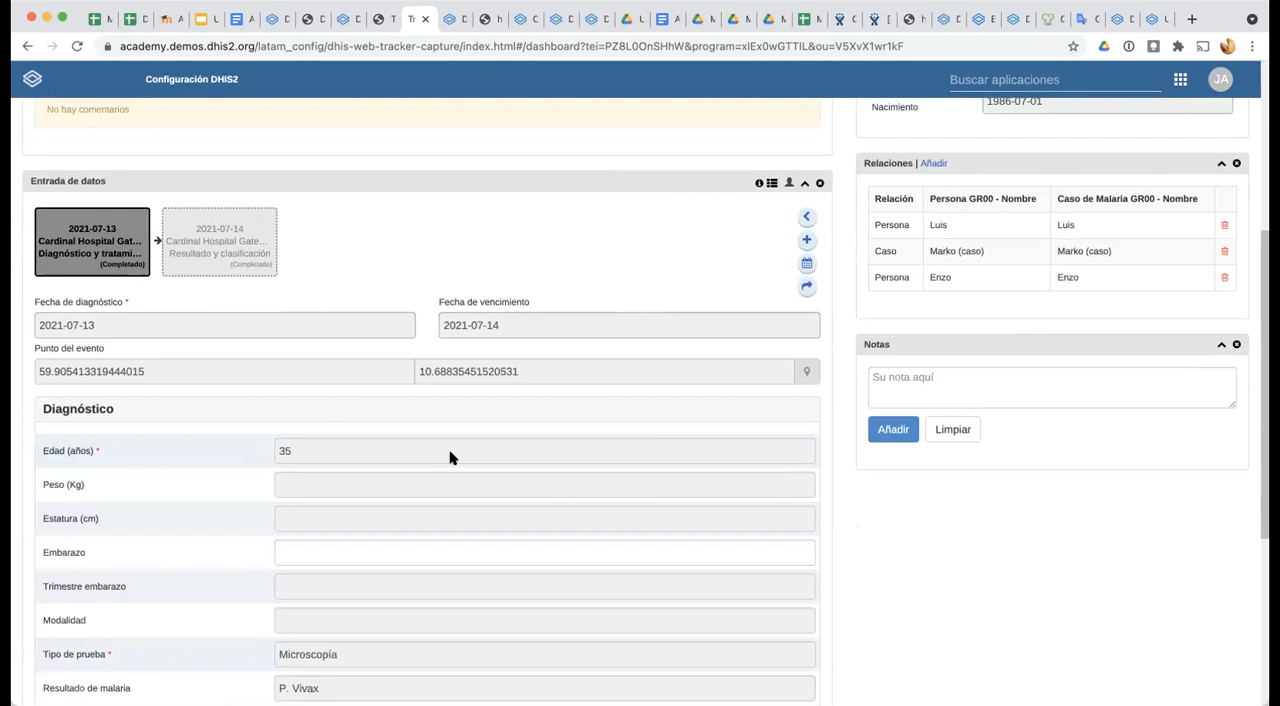 academy.demos.dhis2.org/latam_config/dhis-web-tracker-capture/index.html#/dashboard?tei=PZ8L0OnSHhW&program=xlEx0wGTTIL&ou=V5XvX1wr1kF
Configuración DHIS2
Buscar aplicaciones
JA
No hay comentarios
Entrada de datos
2021-07-13
Cardinal Hospital Gat...
Diagnóstico y tratami...
(Completado)
2021-07-14
Cardinal Hospital Gate...
Resultado y clasificación
(Completado)
Fecha de diagnóstico *
Fecha de vencimiento
2021-07-13
2021-07-14
Punto del evento
59.905413319444015
10.68835451520531
Diagnóstico
Edad (años) *
35
Peso (Kg)
Estatura (cm)
Embarazo
Trimestre embarazo
Modalidad
Tipo de prueba *
Microscopía
Resultado de malaria
P. Vivax
Nacimiento
1986-07-01
Relaciones | Añadir
Relación Persona GR00 - Nombre Caso de Malaria GR00 - Nombre
Persona Luis Luis
Caso Marko (caso) Marko (caso)
Persona Enzo Enzo
Notas
Su nota aquí
Añadir
Limpiar